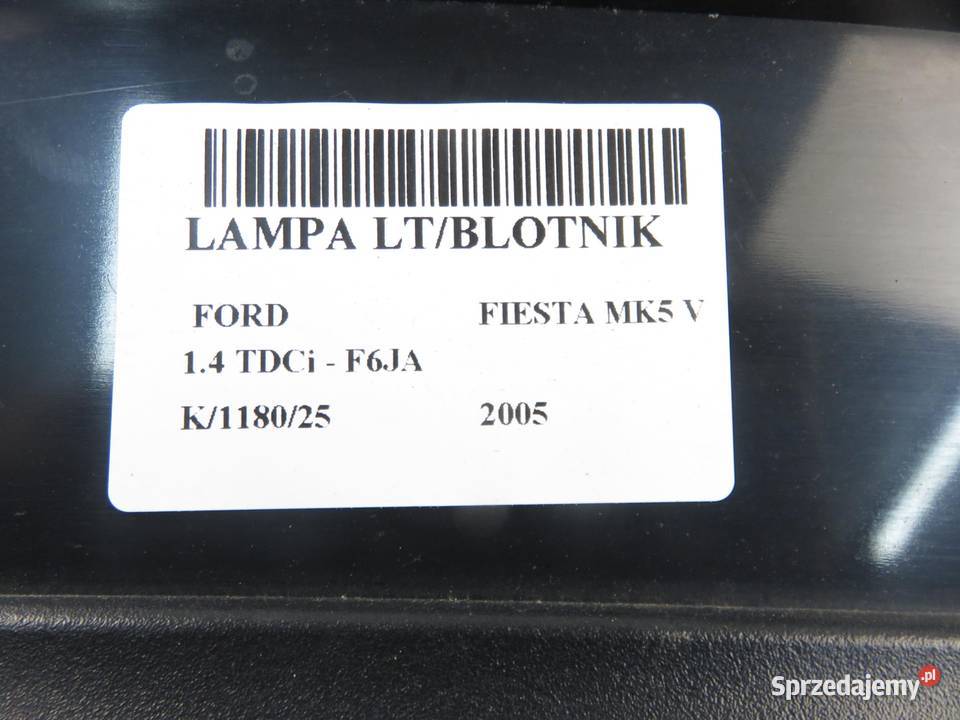 LAMPA LT/BLOTNIK
FORD FIESTA MK5 V
1.4 TDCi - F6JA
K/1180/25 2005
Sprzedajemy.pl